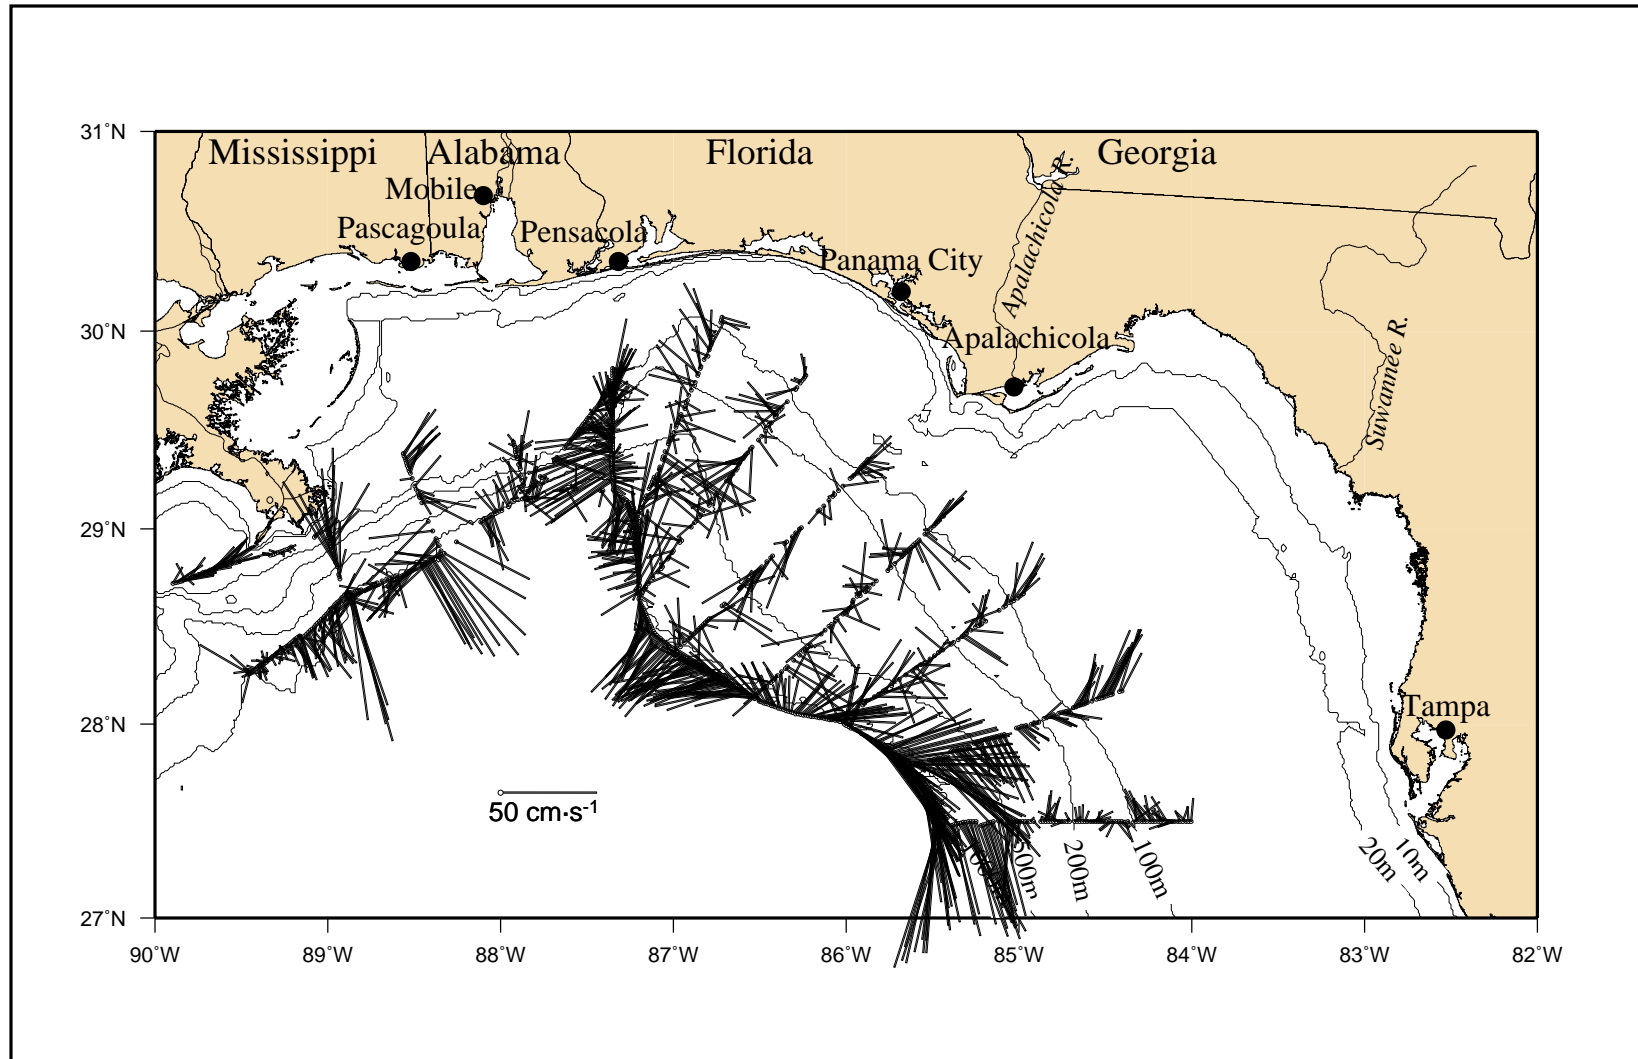 31°N
Mississippi Alabama Florida Georgia
Mobile
Apalachicola R.
Pascagoula Pensacola
Panama City
30°N
Apalachicola
Suwannee R.
29°N
28°N
Tampa
50 cm·s-1
500m 200m 100m 20m 10m
27°N
90°W 89°W 88°W 87°W 86°W 85°W 84°W 83°W 82°W